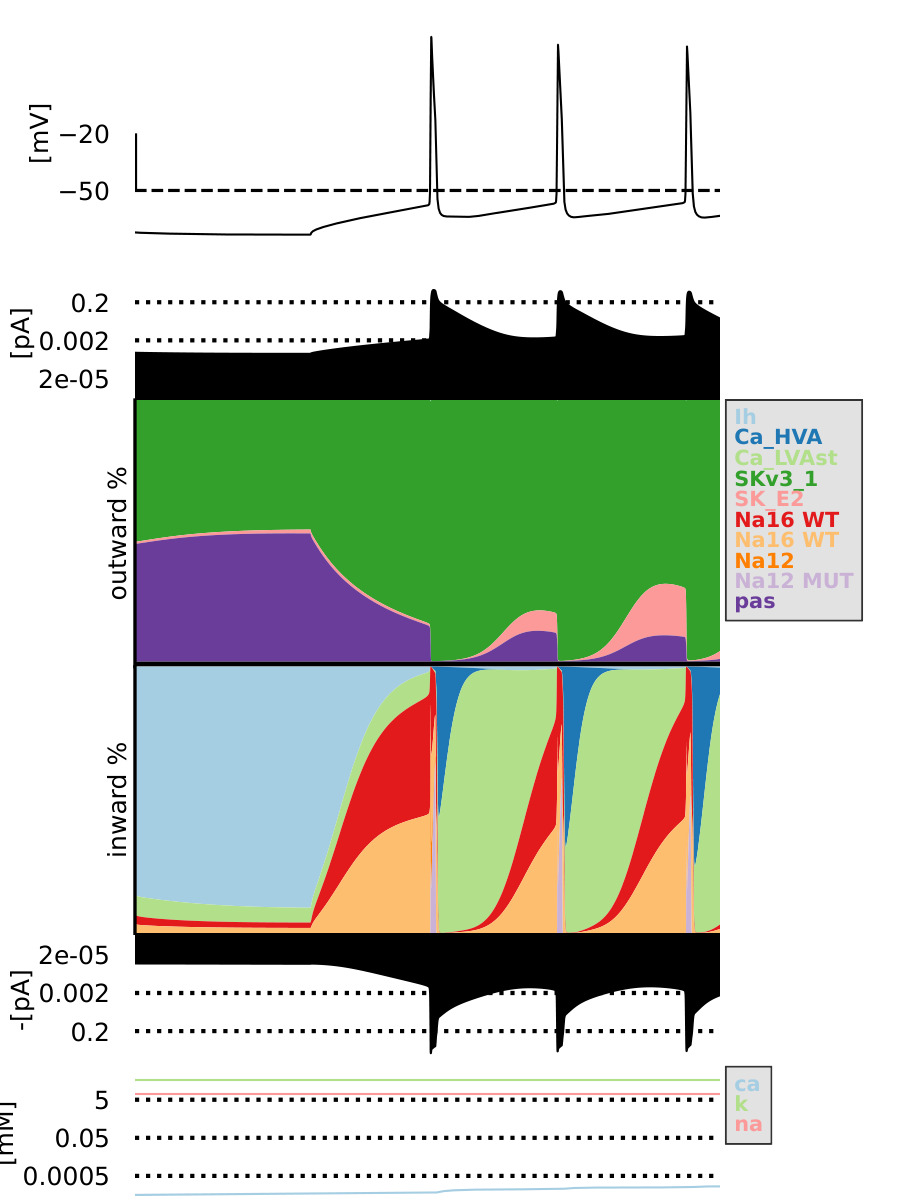 [mV]
−20
−50
[pA]
0.2
0.002
2e-05
outward %
Ih
Ca_HVA
Ca_LVAst
SKv3_1
SK_E2
Na16 WT
Na16 WT
Na12
Na12 MUT
pas
inward %
-[pA]
2e-05
0.002
0.2
[mM]
5
0.05
0.0005
ca
k
na